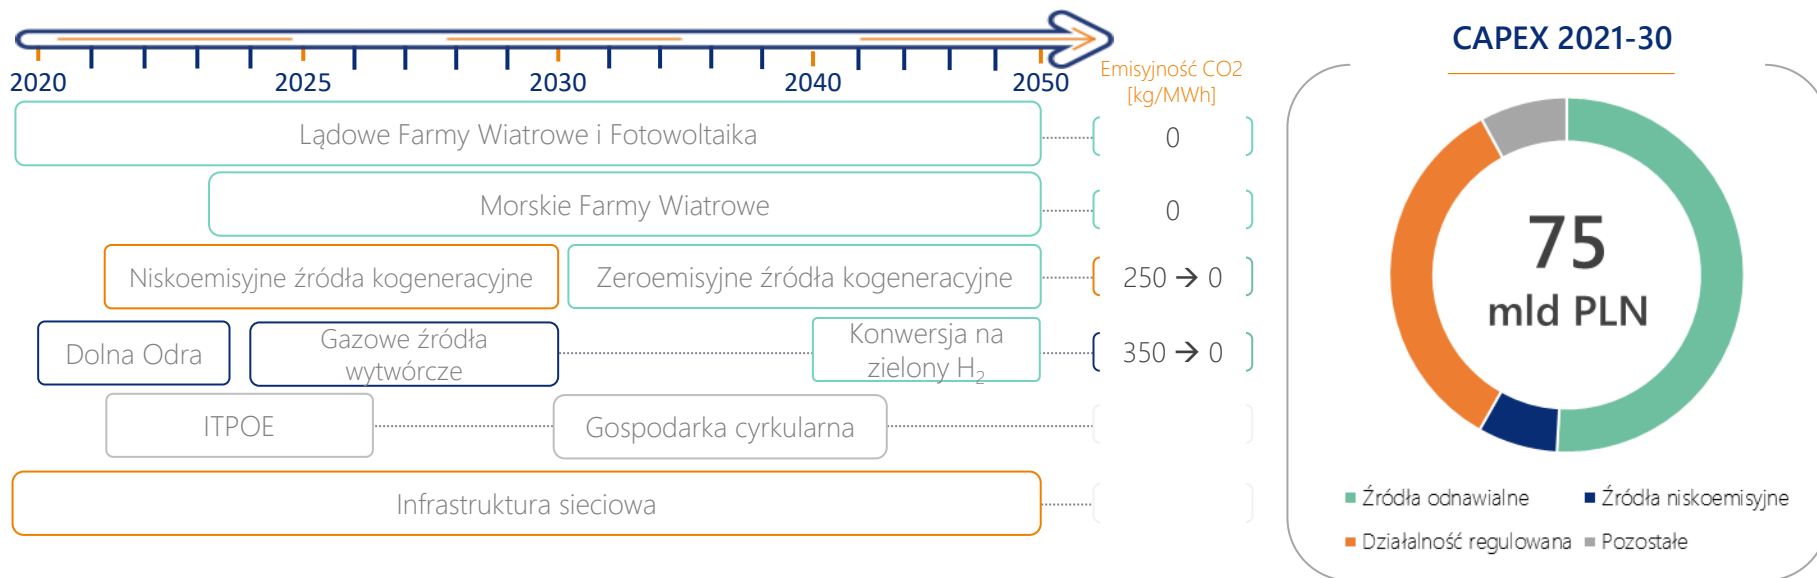 2020 2025 2030 2040 2050
Emisyjność CO2
[kg/MWh]
Lądowe Farmy Wiatrowe i Fotowoltaika
0
Morskie Farmy Wiatrowe
0
Niskoemisyjne źródła kogeneracyjne
Zeroemisyjne źródła kogeneracyjne
250 → 0
Dolna Odra
Gazowe źródła
wytwórcze
Konwersja na
zielony H₂
350 → 0
ITPOE
Gospodarka cyrkularna
Infrastruktura sieciowa
CAPEX 2021-30
75
mld PLN
Źródła odnawialne
Źródła niskoemisyjne
Działalność regulowana
Pozostałe